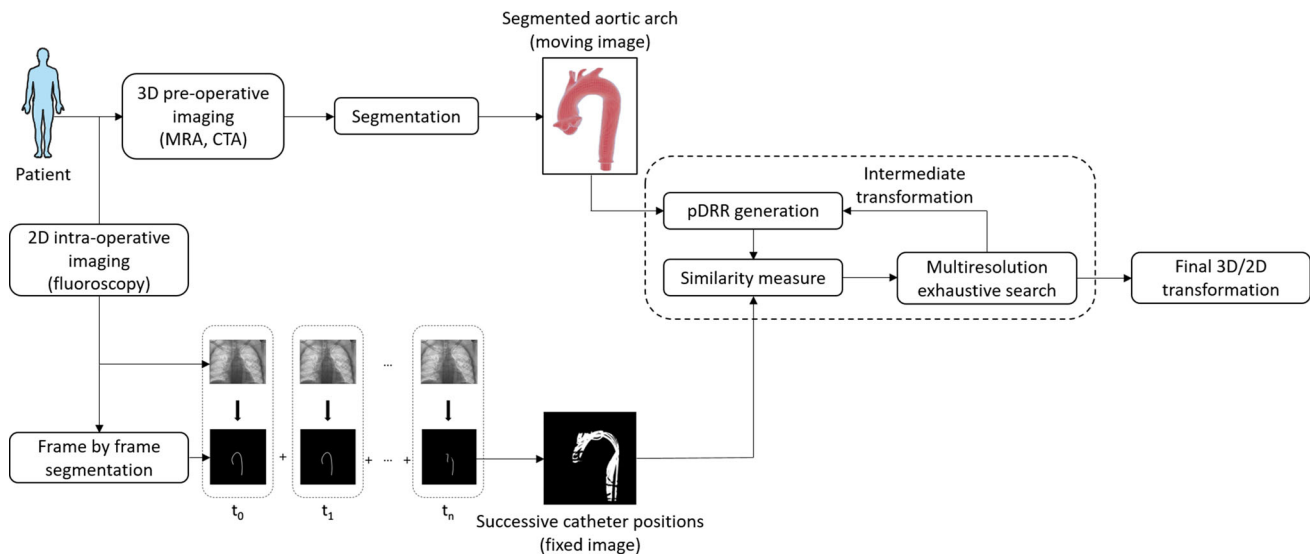 Segmented aortic arch
(moving image)
3D pre-operative
imaging
(MRA, CTA)
Segmentation
Patient
Intermediate
transformation
pDRR generation
2D intra-operative
imaging
(fluoroscopy)
Similarity measure
Multiresolution
exhaustive search
Final 3D/2D
transformation
...
Frame by frame
segmentation
+ + ... +
t0 t1 tn
Successive catheter positions
(fixed image)